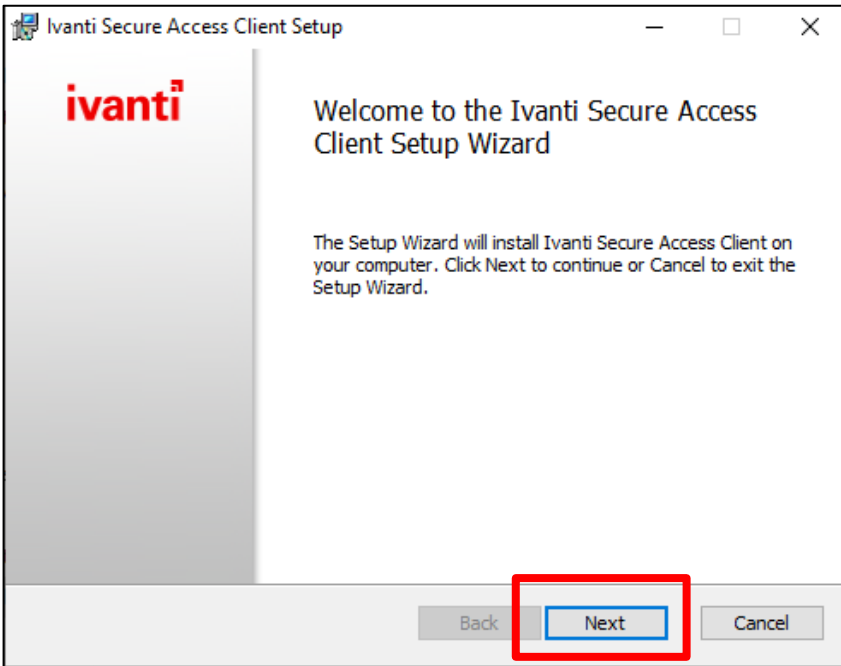 Ivanti Secure Access Client Setup
ivanti
Welcome to the Ivanti Secure Access
Client Setup Wizard
The Setup Wizard will install Ivanti Secure Access Client on
your computer. Click Next to continue or Cancel to exit the
Setup Wizard.
Back
Next
Cancel